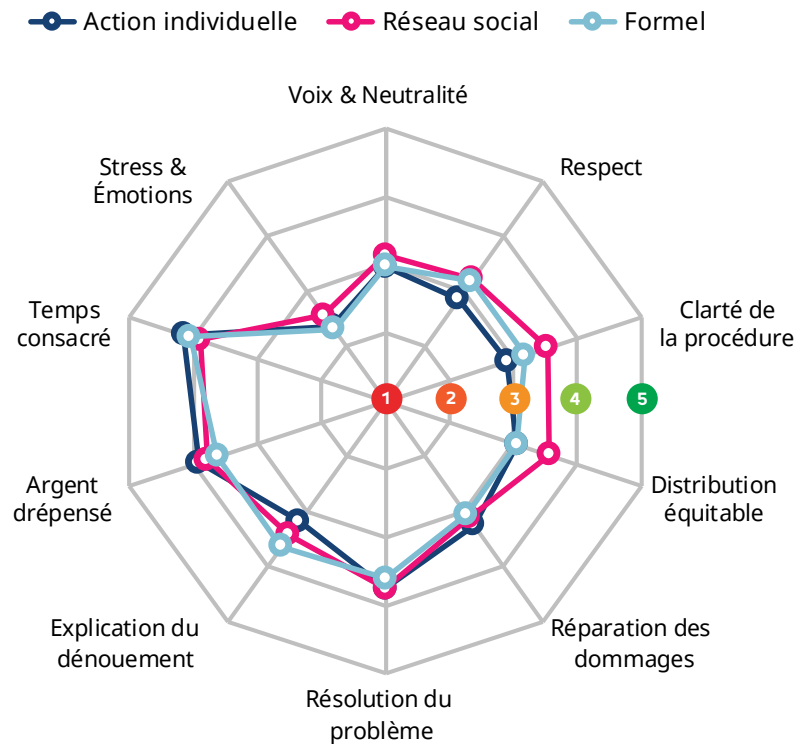 Action individuelle Réseau social Formel
Voix & Neutralité
Stress &
Émotions
Respect
Temps
consacré
Clarté de
la procédure
1 2 3 4 5
Argent
drépensé
Distribution
équitable
Explication du
dénouement
Réparation des
dommages
Résolution du
problème